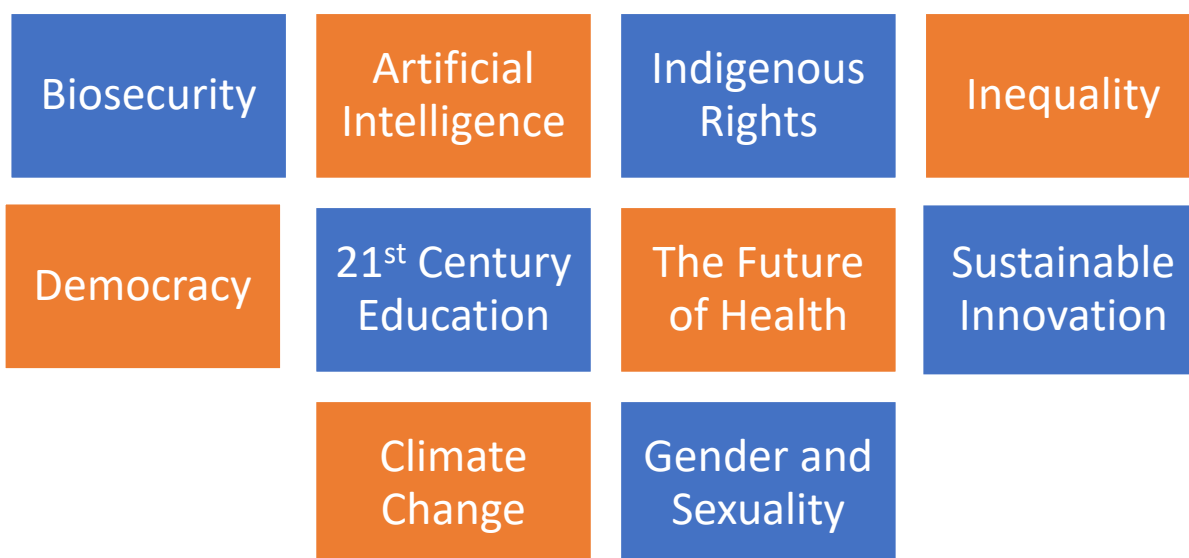 Biosecurity
Artificial
Intelligence
Indigenous
Rights
Inequality
Democracy
21st Century
Education
The Future
of Health
Sustainable
Innovation
Climate
Change
Gender and
Sexuality